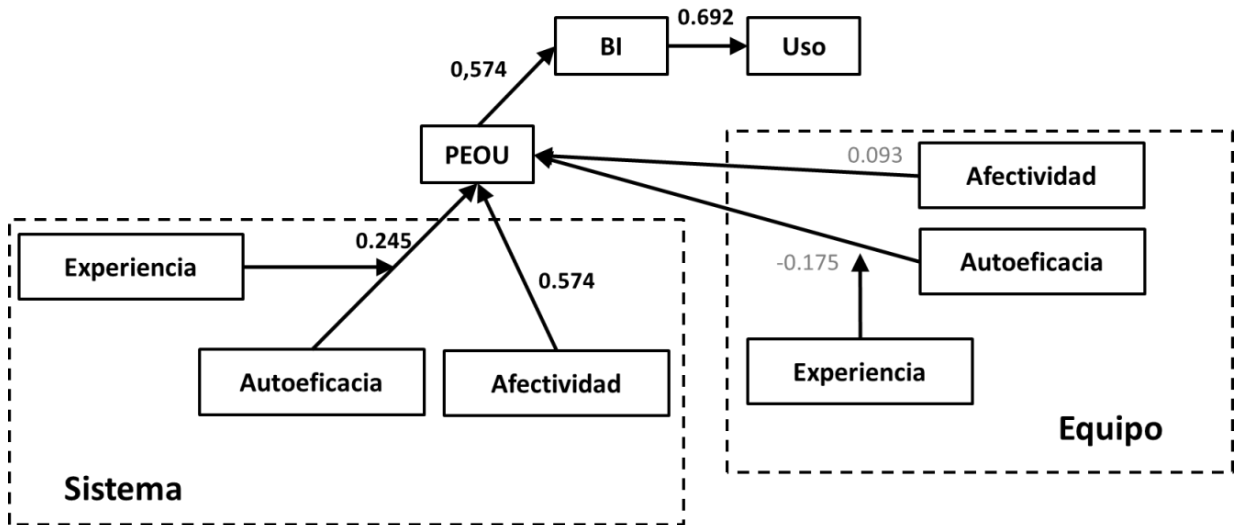 0.692
BI
Uso
0,574
PEOU
0.093
Afectividad
0.245
Experiencia
Autoeficacia
-0.175
0.574
Autoeficacia
Afectividad
Experiencia
Equipo
Sistema